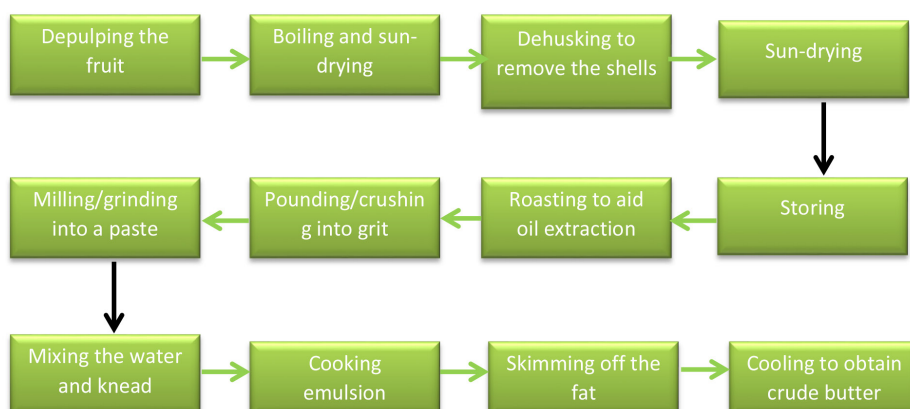 Depulping the
fruit
Boiling and sun-
drying
Dehusking to
remove the shells
Sun-drying
Storing
Roasting to aid
oil extraction
Pounding/crushin
g into grit
Milling/grinding
into a paste
Mixing the water
and knead
Cooking
emulsion
Skimming off the
fat
Cooling to obtain
crude butter